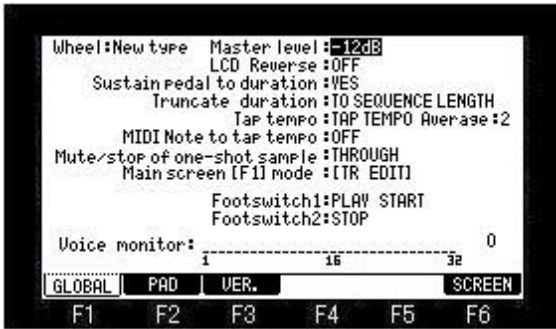 Wheel:New type Master level:-12dB
LCD Reverse:OFF
Sustain pedal to duration:YES
Truncate duration:TO SEQUENCE LENGTH
Tap tempo:TAP TEMPO Average:2
MIDI Note to tap tempo:OFF
Mute/stop of one-shot sample:THROUGH
Main screen [F1] mode :[TR EDIT]
Footswitch1:PLAY START
Footswitch2:STOP
Voice monitor: 0
1 16 32
GLOBAL PAD VER. SCREEN
F1 F2 F3 F4 F5 F6